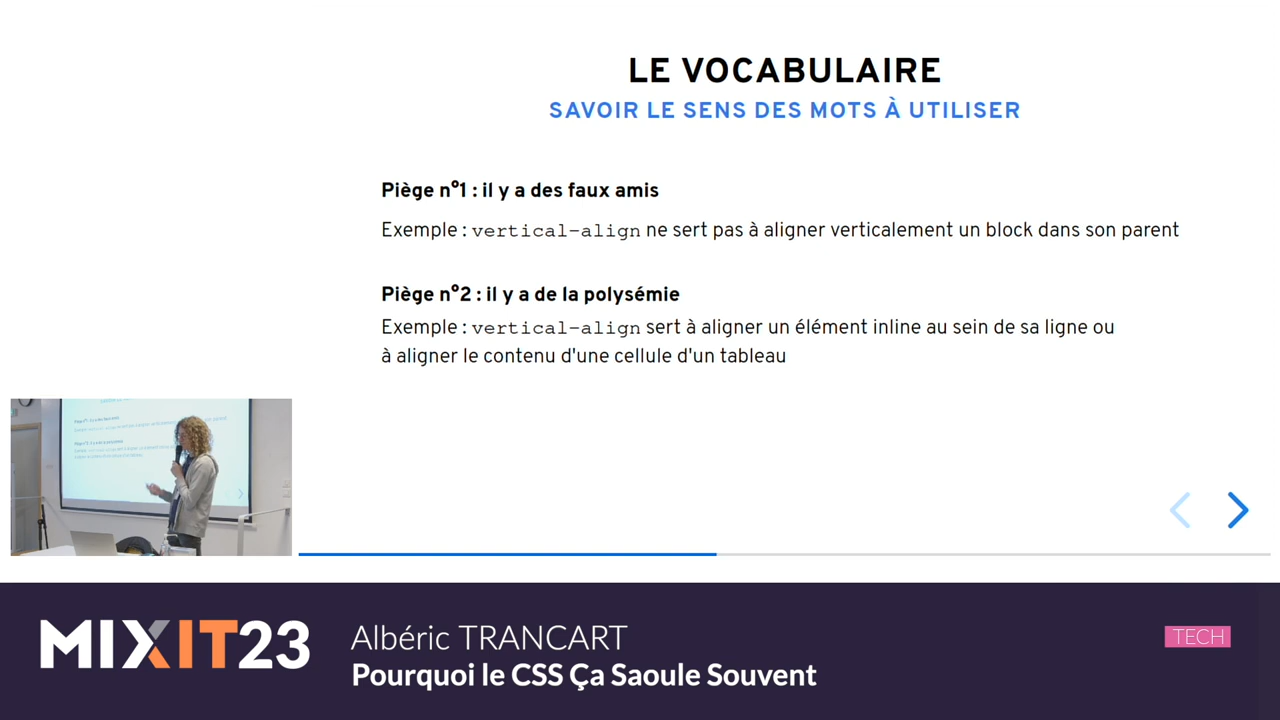 LE VOCABULAIRE
SAVOIR LE SENS DES MOTS À UTILISER
Piège n°1 : il y a des faux amis
Exemple : vertical-align ne sert pas à aligner verticalement un block dans son parent
Piège n°2 : il y a de la polysémie
Exemple : vertical-align sert à aligner un élément inline au sein de sa ligne ou
à aligner le contenu d'une cellule d'un tableau
MIXIT23
Albéric TRANCART
Pourquoi le CSS Ça Saoule Souvent
TECH